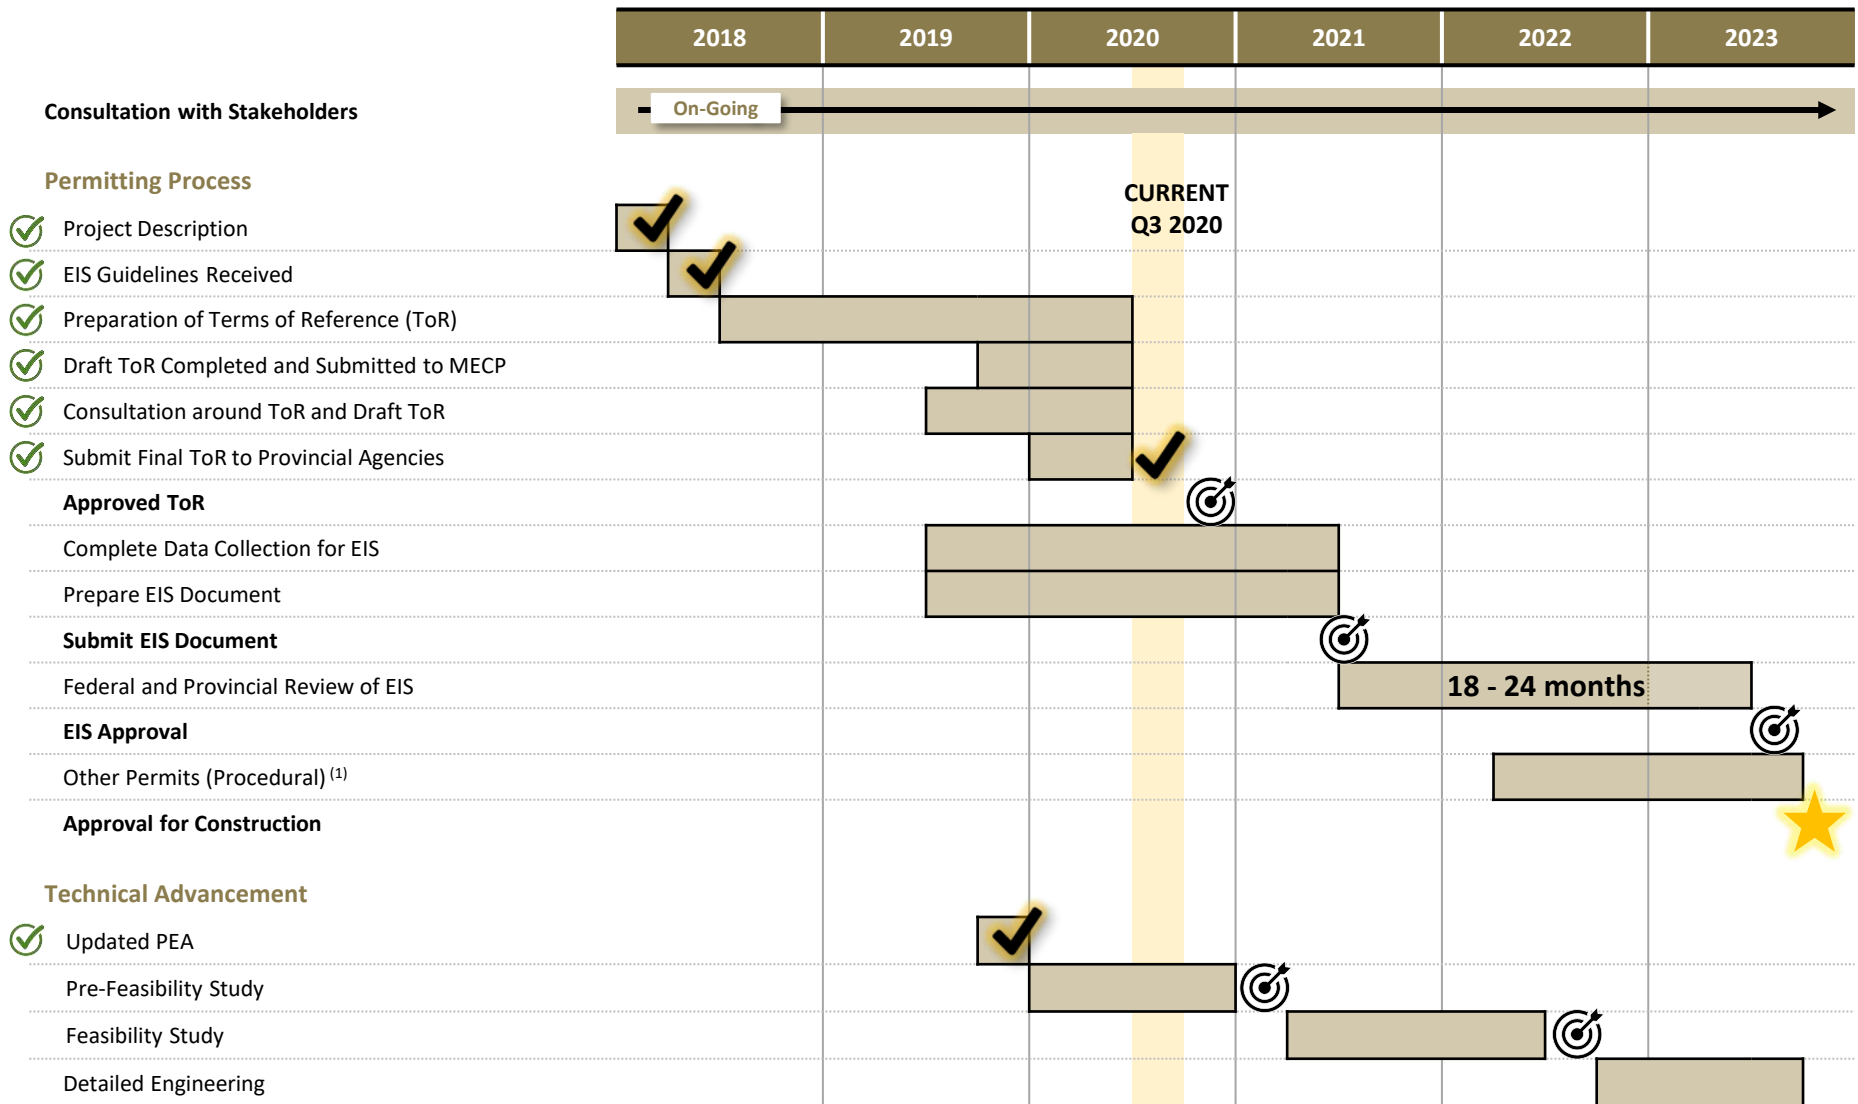 2018 2019 2020 2021 2022 2023
Consultation with Stakeholders
On-Going
Permitting Process
CURRENT
Q3 2020
Project Description
EIS Guidelines Received
Preparation of Terms of Reference (ToR)
Draft ToR Completed and Submitted to MECP
Consultation around ToR and Draft ToR
Submit Final ToR to Provincial Agencies
Approved ToR
Complete Data Collection for EIS
Prepare EIS Document
Submit EIS Document
Federal and Provincial Review of EIS
18 - 24 months
EIS Approval
Other Permits (Procedural) (1)
Approval for Construction
Technical Advancement
Updated PEA
Pre-Feasibility Study
Feasibility Study
Detailed Engineering